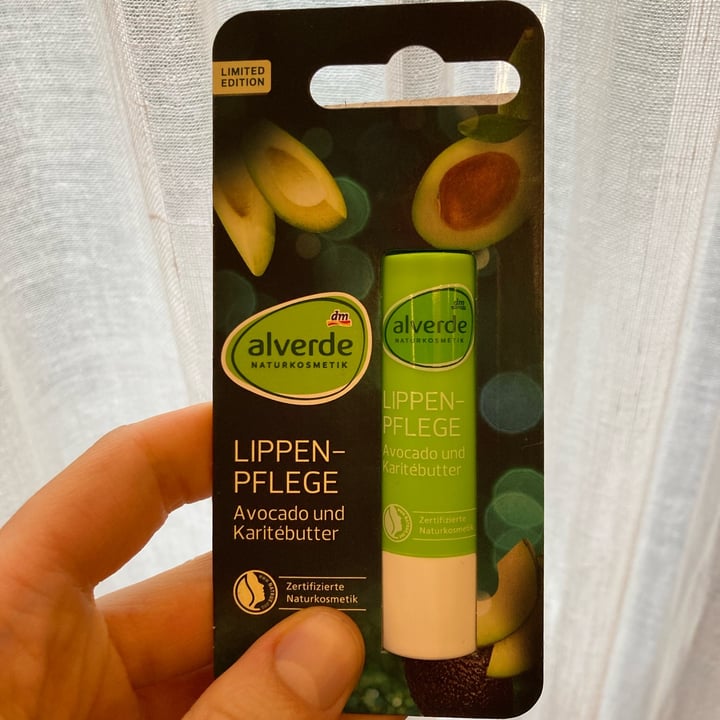 LIMITED
EDITION
dm
alverde
NATURKOSMETIK
LIPPEN-
PFLEGE
Avocado und
Karitébutter
Zertifizierte
Naturkosmetik
dm
alverde
NATURKOSMETIK
LIPPEN-
PFLEGE
Avocado und
Karitébutter
Zertifizierte
Naturkosmetik